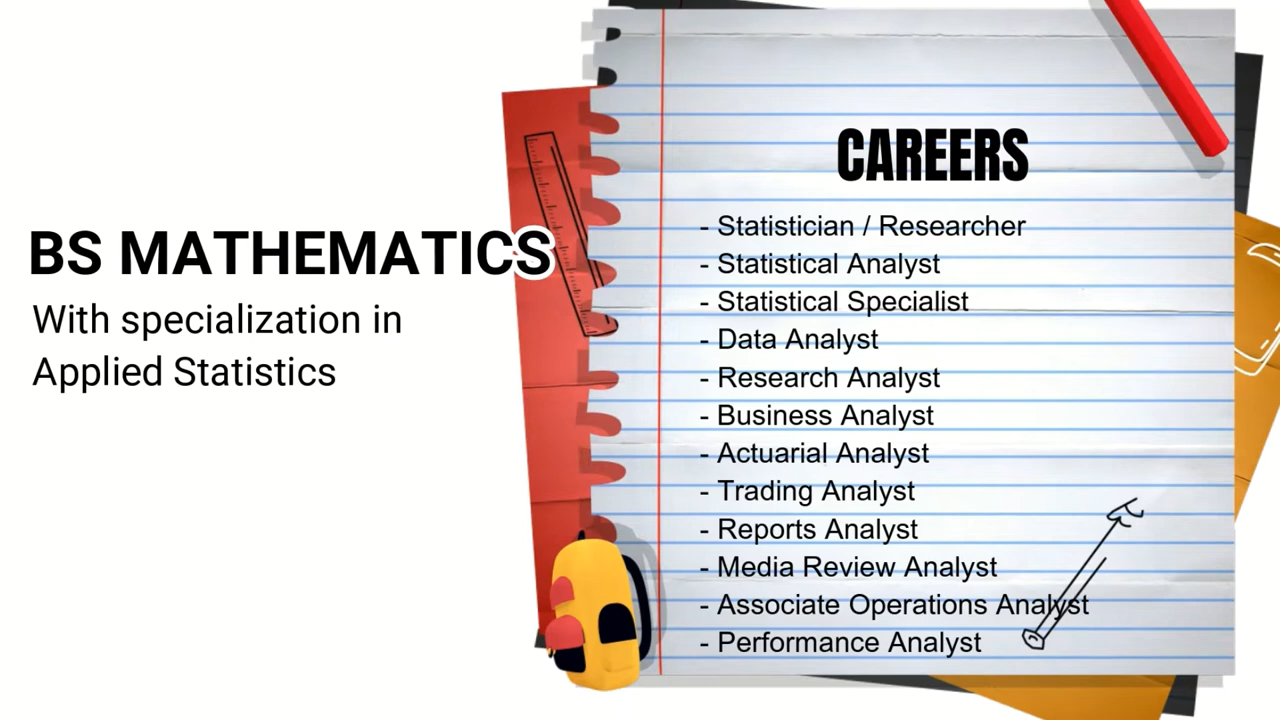 BS MATHEMATICS
With specialization in
Applied Statistics
CAREERS
- Statistician / Researcher
- Statistical Analyst
- Statistical Specialist
- Data Analyst
- Research Analyst
- Business Analyst
- Actuarial Analyst
- Trading Analyst
- Reports Analyst
- Media Review Analyst
- Associate Operations Analyst
- Performance Analyst